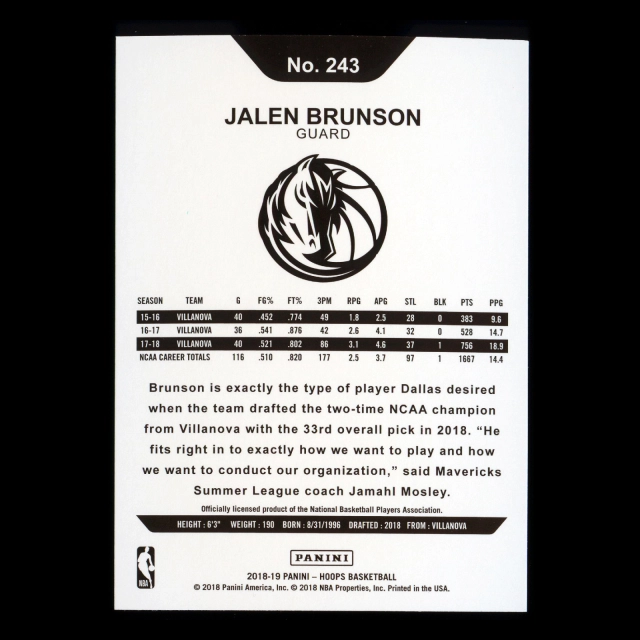 No. 243
JALEN BRUNSON
GUARD
SEASON TEAM G FG% FT% 3PM RPG APG STL BLK PTS PPG
15-16 VILLANOVA 40 .452 .774 49 1.8 2.5 28 0 383 9.6
16-17 VILLANOVA 36 .541 .876 42 2.6 4.1 32 0 528 14.7
17-18 VILLANOVA 40 .521 .802 86 3.1 4.6 37 1 756 18.9
NCAA CAREER TOTALS 116 .510 .820 177 2.5 3.7 97 1 1667 14.4
Brunson is exactly the type of player Dallas desired
when the team drafted the two-time NCAA champion
from Villanova with the 33rd overall pick in 2018. “He
fits right in to exactly how we want to play and how
we want to conduct our organization,” said Mavericks
Summer League coach Jamahl Mosley.
Officially licensed product of the National Basketball Players Association.
HEIGHT: 6'3" WEIGHT: 190 BORN: 8/31/1996 DRAFTED: 2018 FROM: VILLANOVA
PANINI
NBA
2018-19 PANINI – HOOPS BASKETBALL
© 2018 Panini America, Inc. © 2018 NBA Properties, Inc. Printed in the USA.